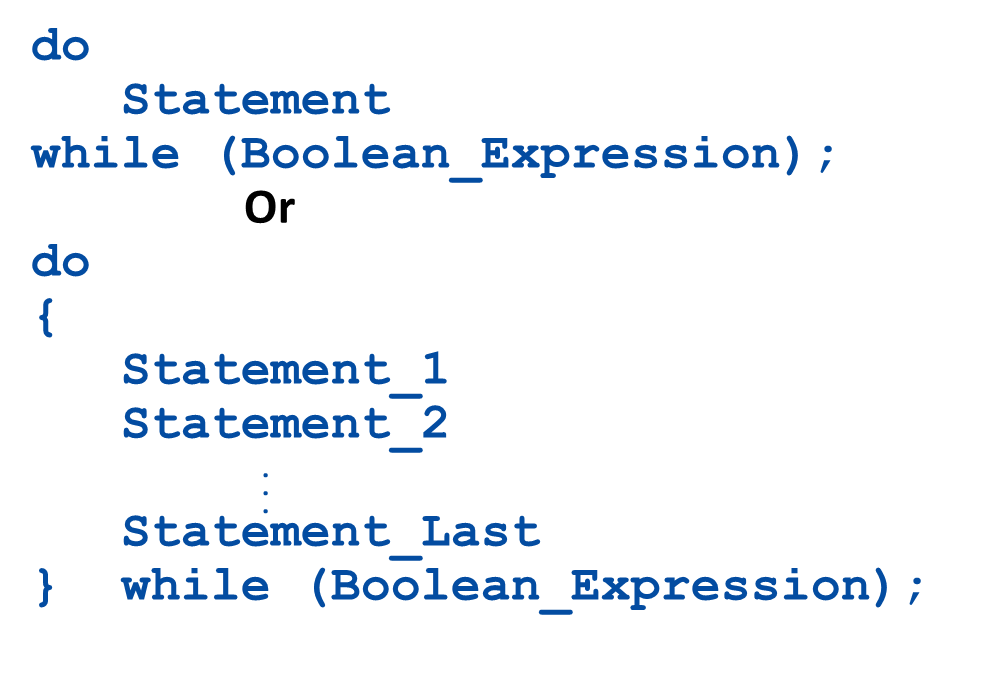 do
Statement
while (Boolean_Expression);
Or
do
{
Statement_1
Statement_2
⋮
Statement_Last
} while (Boolean_Expression);